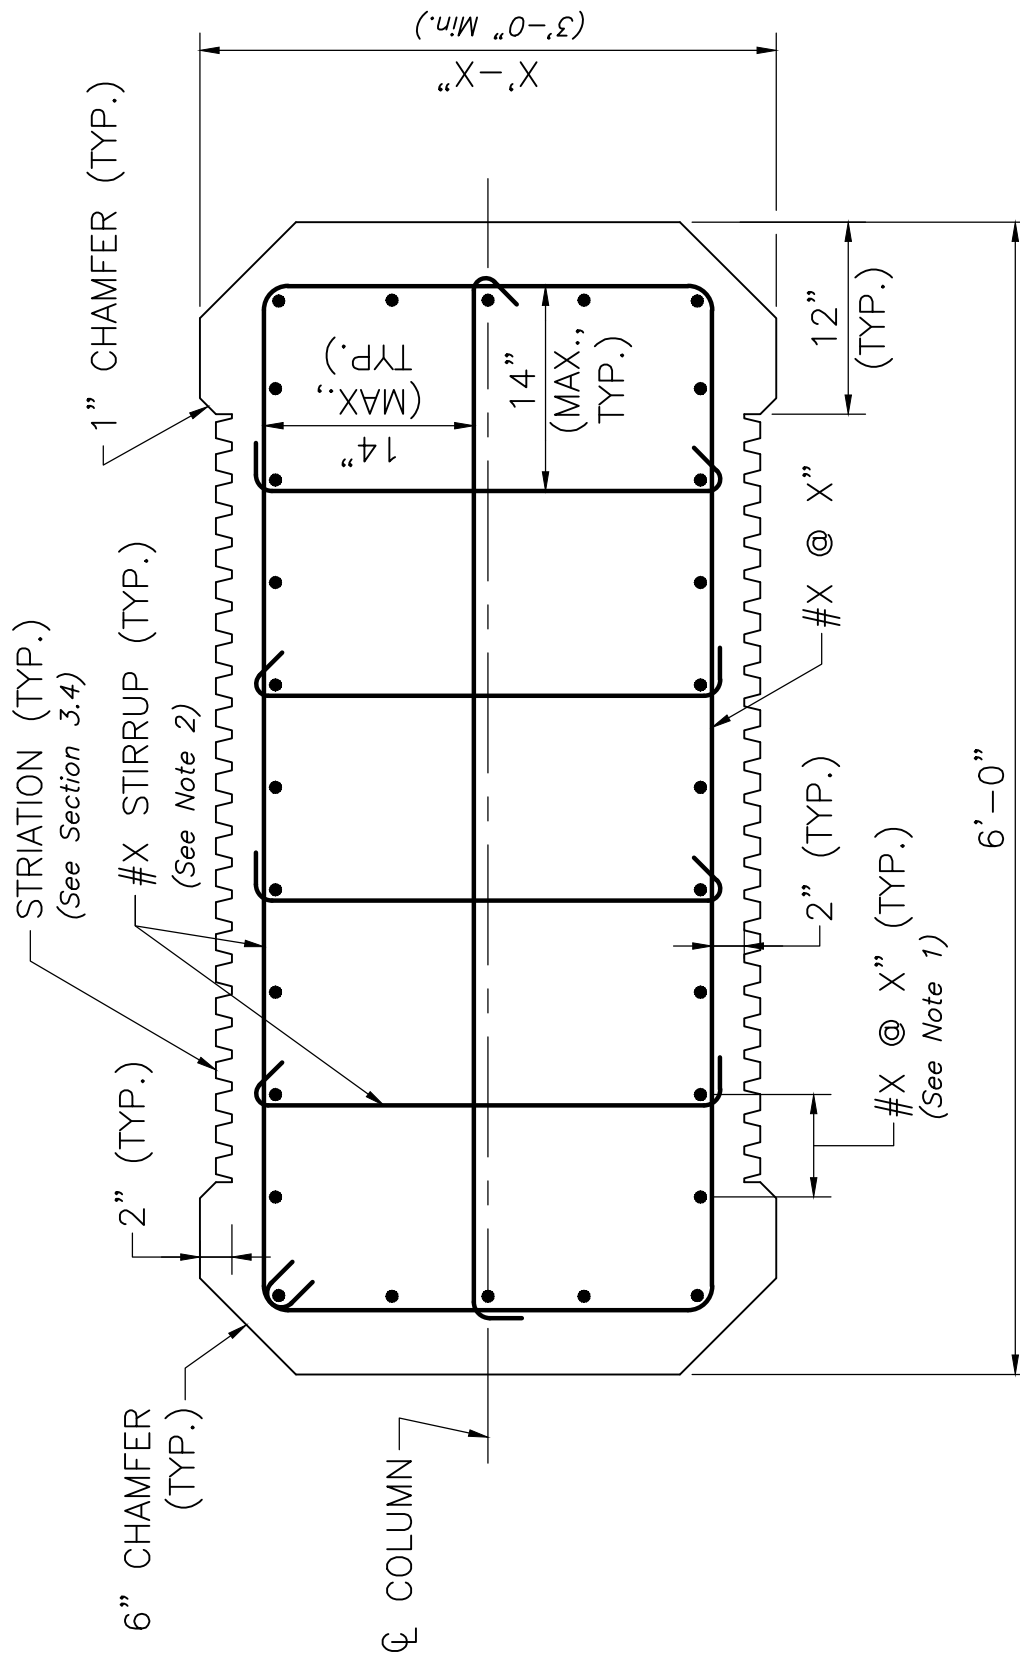 STRIATION (TYP.)
(See Section 3.4)
#X STIRRUP (TYP.)
(See Note 2)
1” CHAMFER (TYP.)
2” (TYP.)
6” CHAMFER
(TYP.)
℄ COLUMN
14”
(MAX.,
TYP.)
14”
(MAX.,
TYP.)
X’-X”
(3’-0” Min.)
12”
(TYP.)
#X @ X”
2” (TYP.)
#X @ X” (TYP.)
(See Note 1)
6’-0”